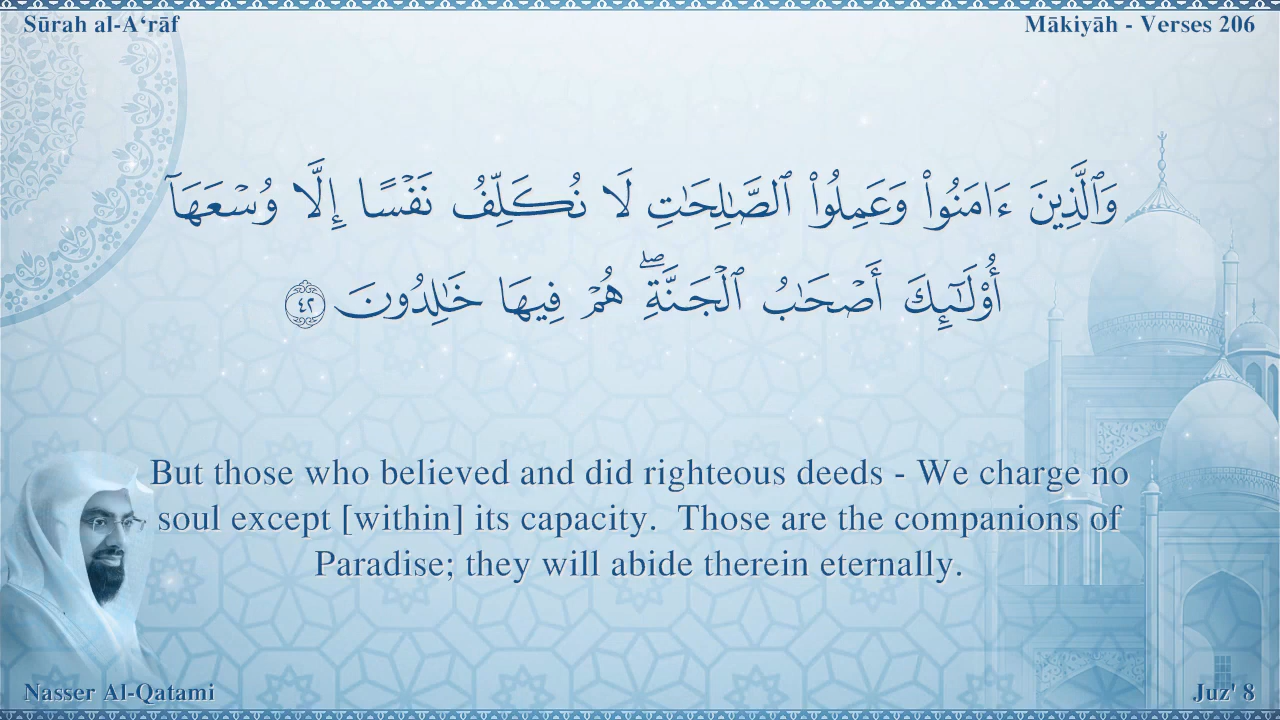 Sūrah al-A‘rāf
Mākiyāh - Verses 206
وَٱلَّذِينَ ءَامَنُوا۟ وَعَمِلُوا۟ ٱلصَّـٰلِحَـٰتِ لَا نُكَلِّفُ نَفْسًا إِلَّا وُسْعَهَآ
أُو۟لَـٰٓئِكَ أَصْحَـٰبُ ٱلْجَنَّةِ ۖ هُمْ فِيهَا خَـٰلِدُونَ ٤٢
But those who believed and did righteous deeds - We charge no
soul except [within] its capacity.  Those are the companions of
Paradise; they will abide therein eternally.
Nasser Al-Qatami
Juz' 8